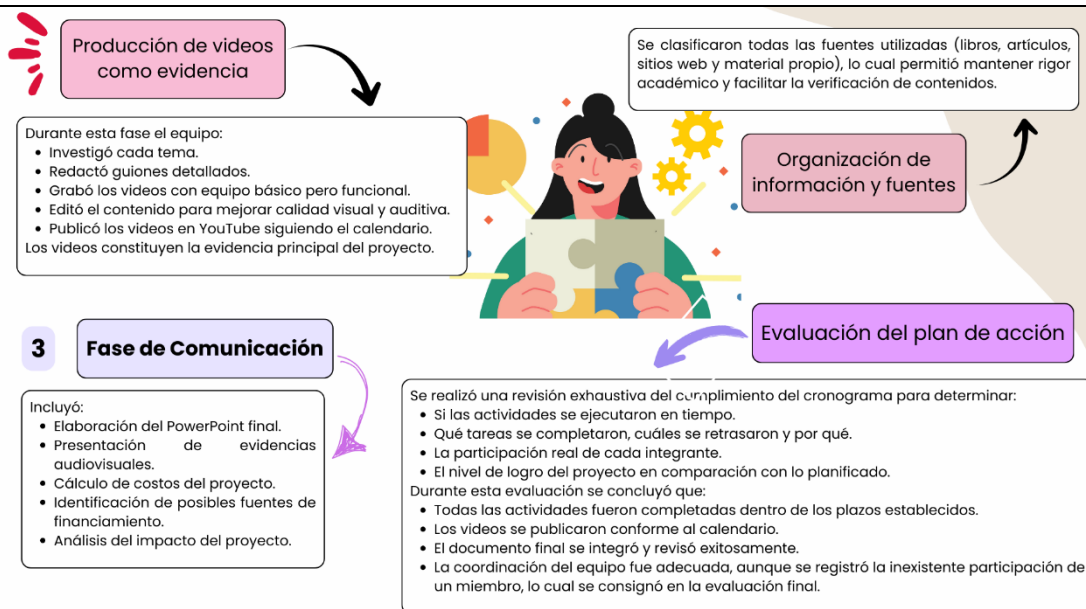 Producción de videos
como evidencia
Durante esta fase el equipo:
• Investigó cada tema.
• Redactó guiones detallados.
• Grabó los videos con equipo básico pero funcional.
• Editó el contenido para mejorar calidad visual y auditiva.
• Publicó los videos en YouTube siguiendo el calendario.
Los videos constituyen la evidencia principal del proyecto.
Se clasificaron todas las fuentes utilizadas (libros, artículos,
sitios web y material propio), lo cual permitió mantener rigor
académico y facilitar la verificación de contenidos.
Organización de
información y fuentes
3
Fase de Comunicación
Incluyó:
• Elaboración del PowerPoint final.
• Presentación de evidencias
audiovisuales.
• Cálculo de costos del proyecto.
• Identificación de posibles fuentes de
financiamiento.
• Análisis del impacto del proyecto.
Evaluación del plan de acción
Se realizó una revisión exhaustiva del cumplimiento del cronograma para determinar:
• Si las actividades se ejecutaron en tiempo.
• Qué tareas se completaron, cuáles se retrasaron y por qué.
• La participación real de cada integrante.
• El nivel de logro del proyecto en comparación con lo planificado.
Durante esta evaluación se concluyó que:
• Todas las actividades fueron completadas dentro de los plazos establecidos.
• Los videos se publicaron conforme al calendario.
• El documento final se integró y revisó exitosamente.
• La coordinación del equipo fue adecuada, aunque se registró la inexistente participación de
un miembro, lo cual se consignó en la evaluación final.